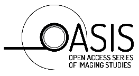 OASIS
OPEN ACCESS SERIES
OF IMAGING STUDIES